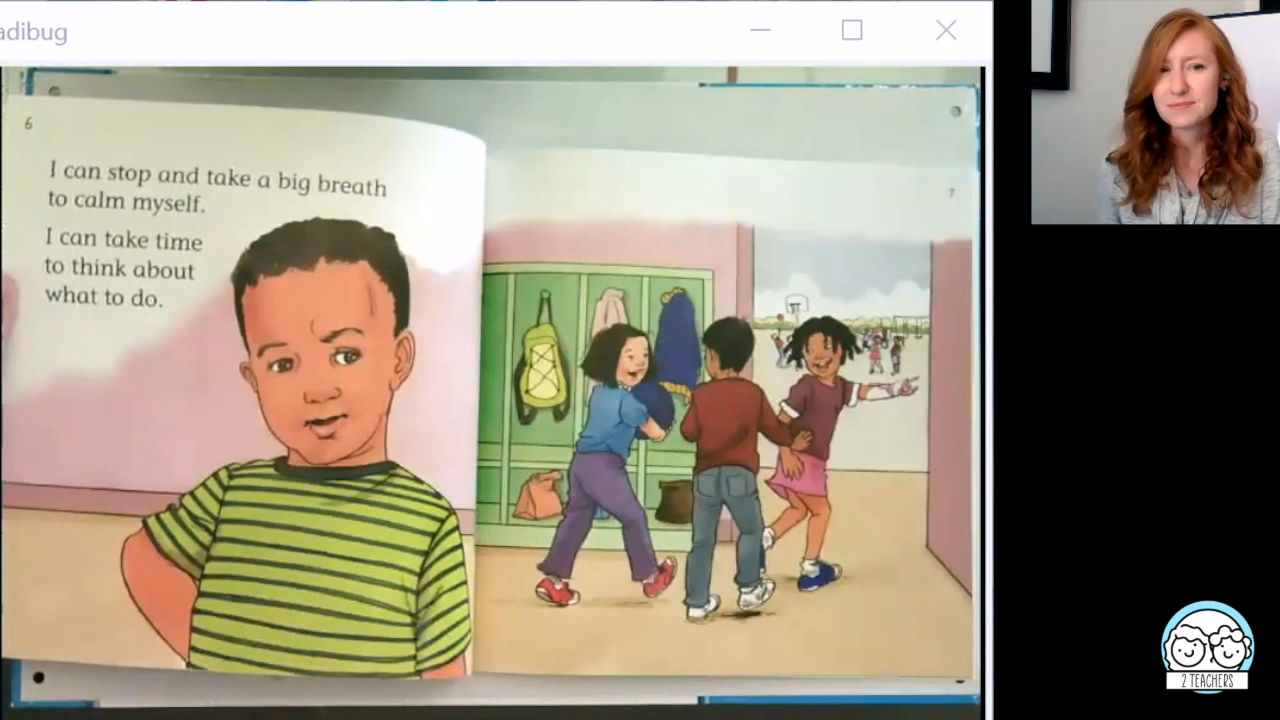 adibug
6
I can stop and take a big breath
to calm myself.
I can take time
to think about
what to do.
7
2 TEACHERS